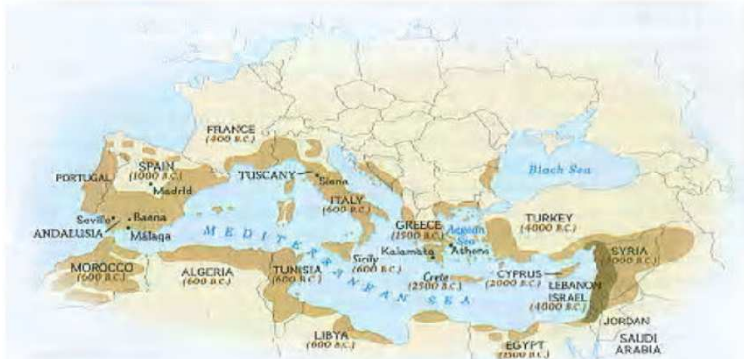 FRANCE
(400 B.C.)
Black Sea
SPAIN
(1000 B.C.)
PORTUGAL
Madrid
TUSCANY
Siena
ITALY
(600 B.C.)
Seville
Baena
ANDALUSIA
Málaga
GREECE
(2500 B.C.)
Aegean
Sea
Kalamata
Athens
TURKEY
(4000 B.C.)
MEDITERRANEAN SEA
SYRIA
MOROCCO
(600 B.C.)
ALGERIA
(600 B.C.)
TUNISIA
(600 B.C.)
Sicily
(600 B.C.)
Crete
(2500 B.C.)
CYPRUS
(2000 B.C.)
LEBANON
ISRAEL
(4000 B.C.)
LIBYA
(600 B.C.)
EGYPT
JORDAN
SAUDI
ARABIA